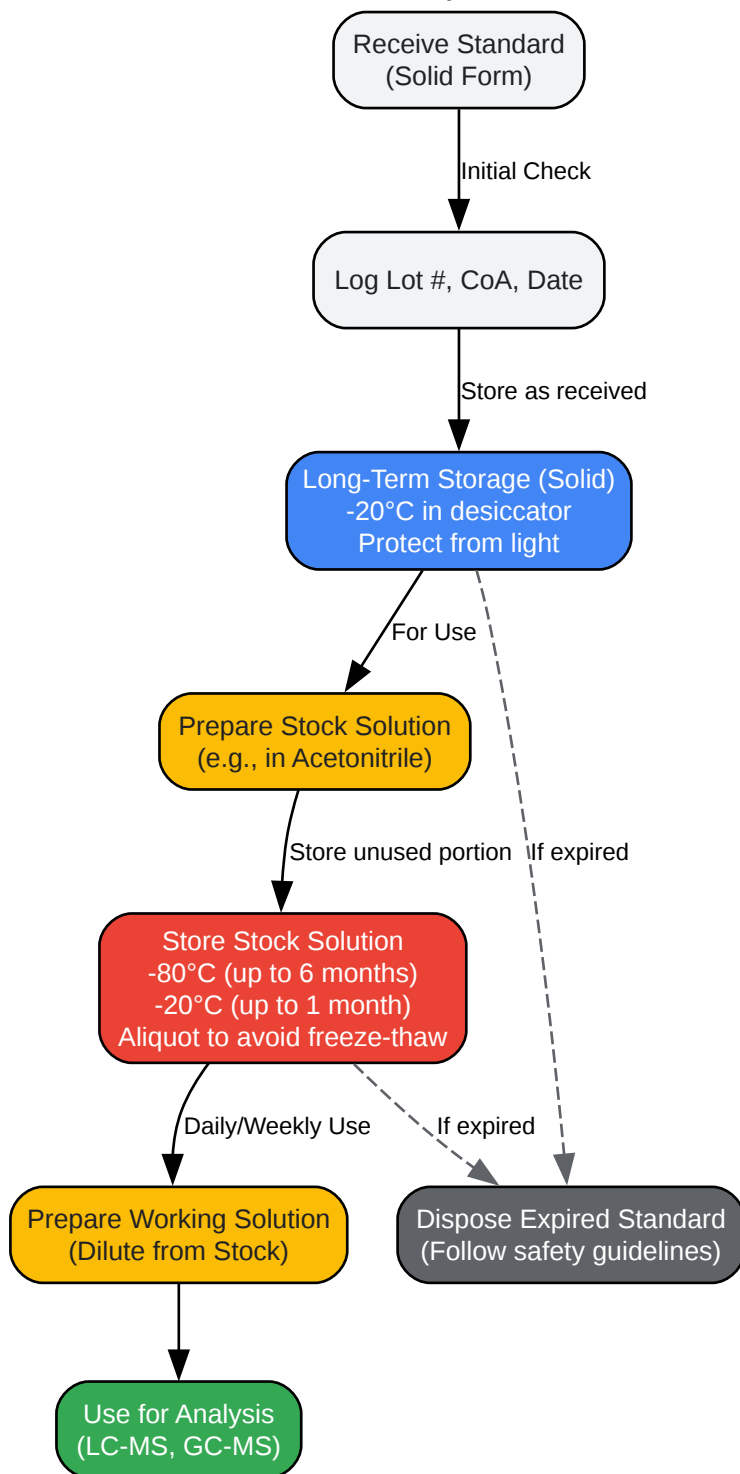 Receive Standard
(Solid Form)
Initial Check
Log Lot #, CoA, Date
Store as received
Long-Term Storage (Solid)
-20°C in desiccator
Protect from light
For Use
Prepare Stock Solution
(e.g., in Acetonitrile)
Store unused portion
If expired
Store Stock Solution
-80°C (up to 6 months)
-20°C (up to 1 month)
Aliquot to avoid freeze-thaw
Daily/Weekly Use
If expired
Prepare Working Solution
(Dilute from Stock)
Dispose Expired Standard
(Follow safety guidelines)
Use for Analysis
(LC-MS, GC-MS)